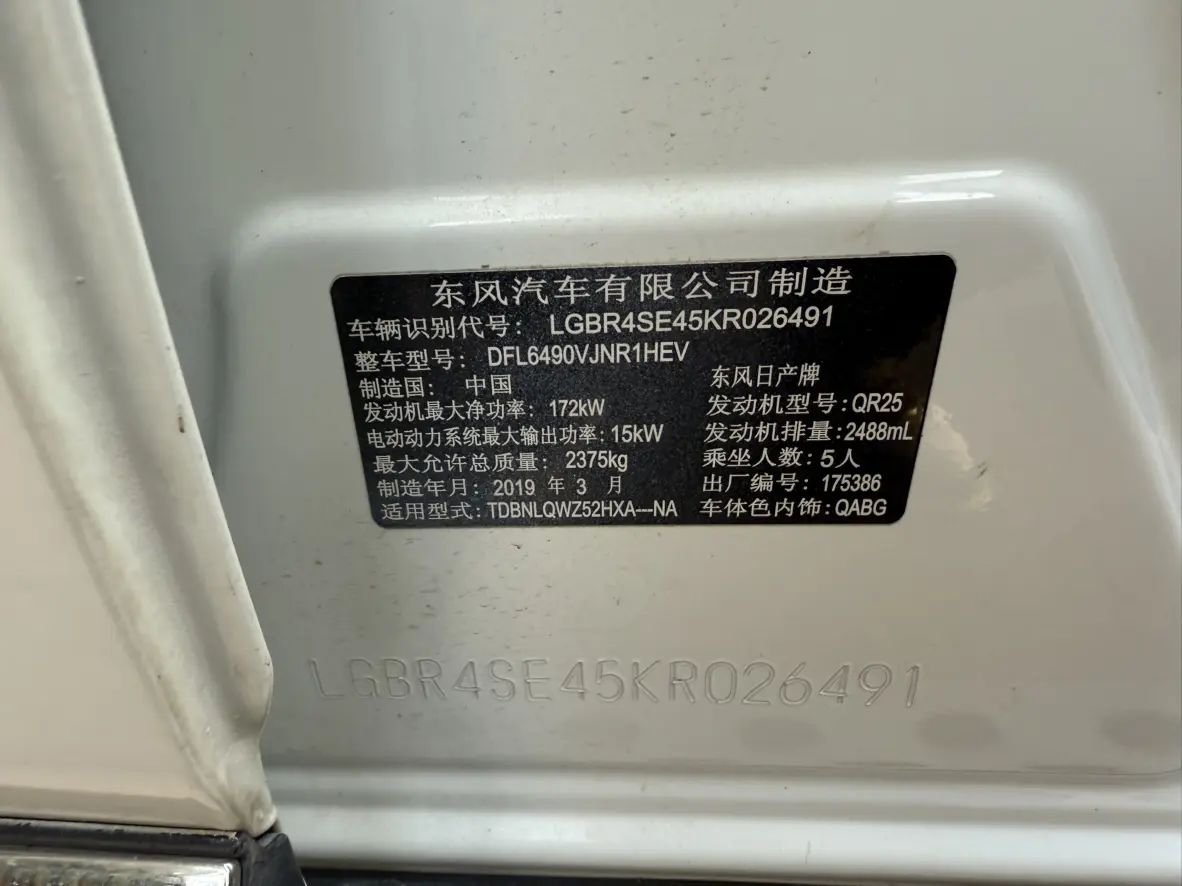 东风汽车有限公司制造
车辆识别代号： LGBR4SE45KR026491
整车型号： DFL6490VJNR1HEV
制造国： 中国 东风日产牌
发动机最大净功率： 172kW 发动机型号：QR25
电动动力系统最大输出功率：15kW 发动机排量：2488mL
最大允许总质量： 2375kg 乘坐人数：5人
制造年月： 2019 年 3 月 出厂编号： 175386
适用型式：TDBNLQWZ52HXA---NA 车体色内饰：QABG
LGBR4SE45KR026491